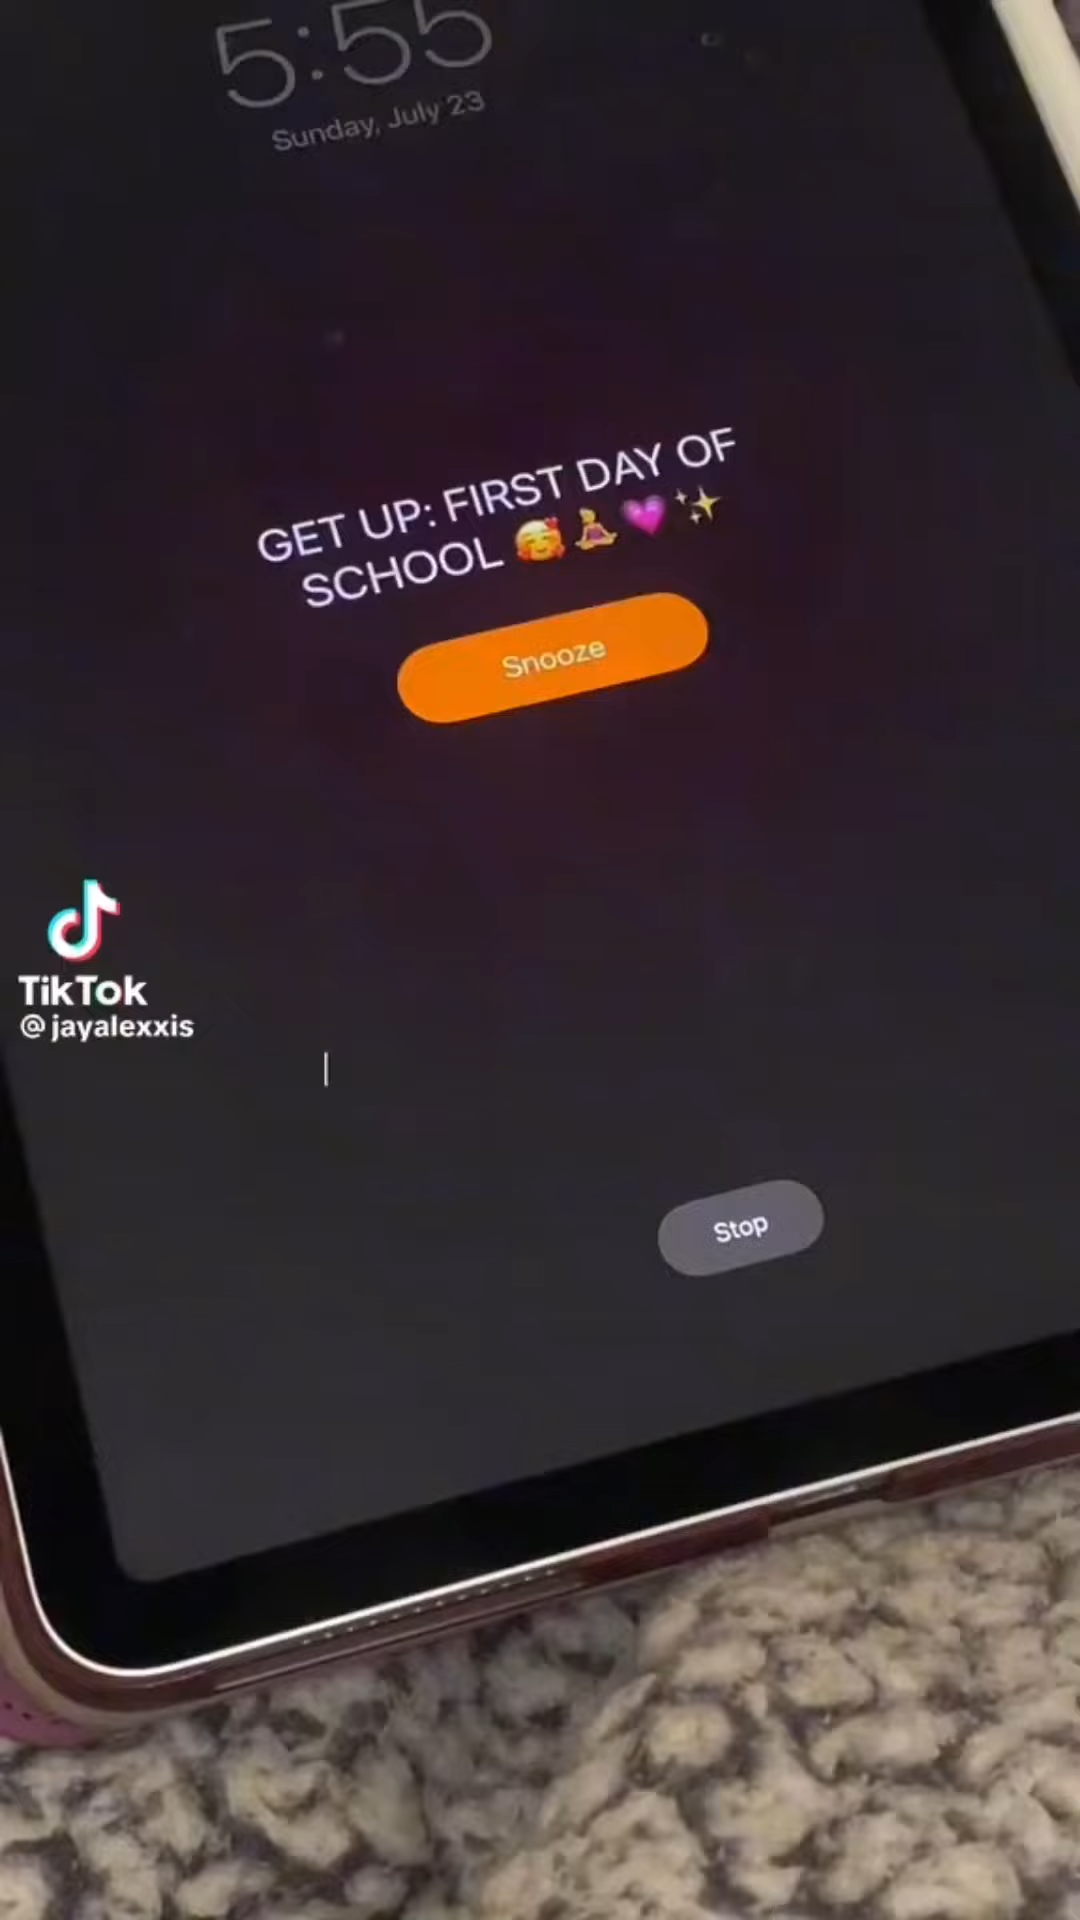 5:55
Sunday, July 23
GET UP: FIRST DAY OF
SCHOOL 🥰🧘‍♀️💗✨
Snooze
TikTok
@jayalexxis
Stop